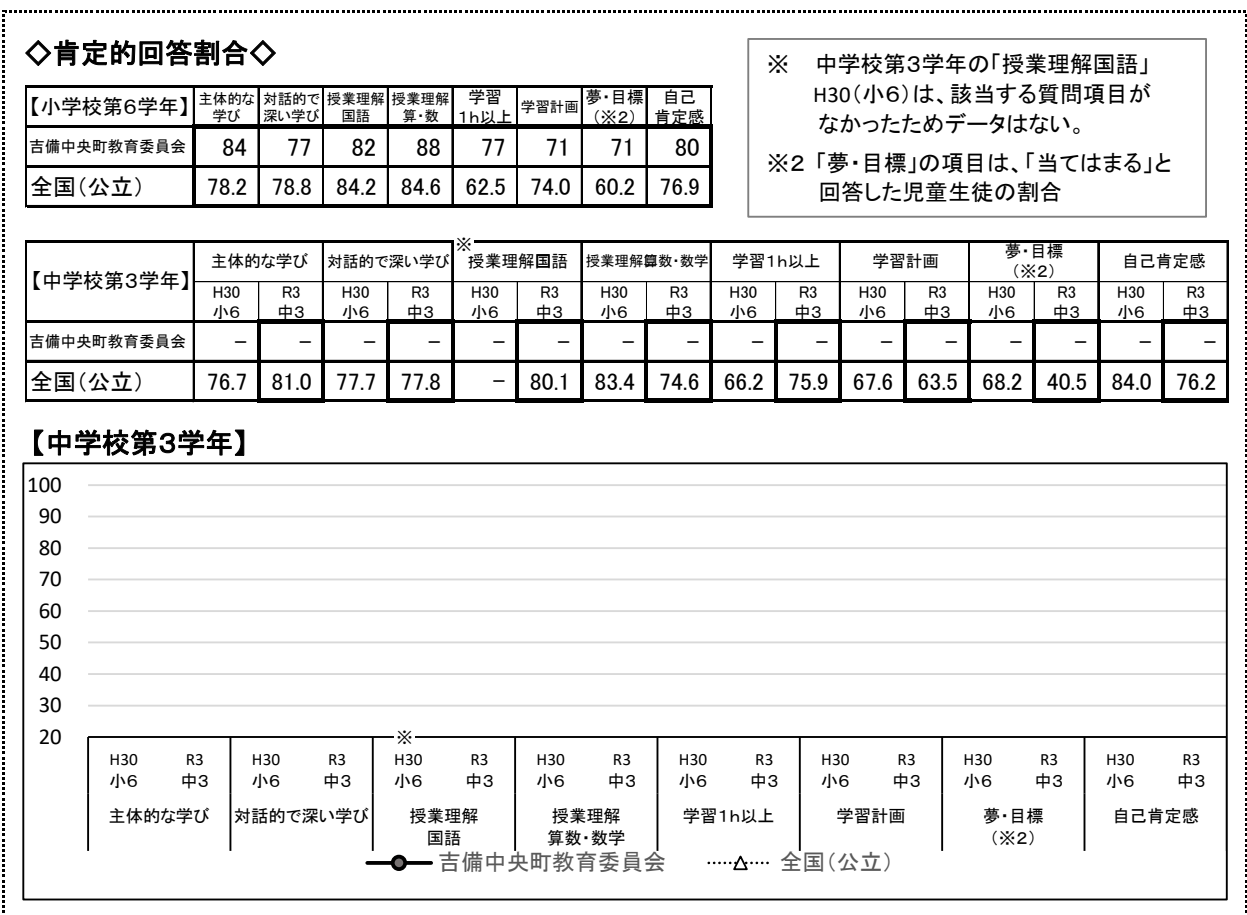 ◇肯定的回答割合◇
※　中学校第3学年の「授業理解国語」
H30(小6)は、該当する質問項目が
なかったためデータはない。
※2「夢・目標」の項目は、「当てはまる」と
回答した児童生徒の割合
【小学校第6学年】 主体的な学び 対話的で深い学び 授業理解国語 授業理解算・数 学習1h以上 学習計画 夢・目標(※2) 自己肯定感
吉備中央町教育委員会 84 77 82 88 77 71 71 80
全国(公立) 78.2 78.8 84.2 84.6 62.5 74.0 60.2 76.9
【中学校第3学年】 主体的な学び 対話的で深い学び ※授業理解国語 授業理解算数・数学 学習1h以上 学習計画 夢・目標(※2) 自己肯定感
H30 R3 H30 R3 H30 R3 H30 R3 H30 R3 H30 R3 H30 R3 H30 R3
小6 中3 小6 中3 小6 中3 小6 中3 小6 中3 小6 中3 小6 中3 小6 中3
吉備中央町教育委員会 － － － － － － － － － － － － － － － －
全国(公立) 76.7 81.0 77.7 77.8 － 80.1 83.4 74.6 66.2 75.9 67.6 63.5 68.2 40.5 84.0 76.2
【中学校第3学年】
100
90
80
70
60
50
40
30
20
※
H30 R3 H30 R3 H30 R3 H30 R3 H30 R3 H30 R3 H30 R3 H30 R3
小6 中3 小6 中3 小6 中3 小6 中3 小6 中3 小6 中3 小6 中3 小6 中3
主体的な学び 対話的で深い学び 授業理解 授業理解 学習1h以上 学習計画 夢・目標 自己肯定感
国語 算数・数学 (※2)
吉備中央町教育委員会 全国(公立)